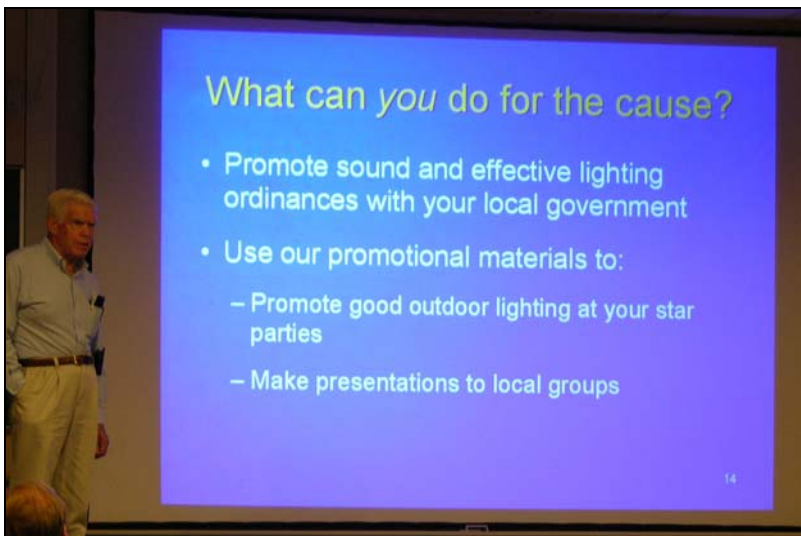 What can you do for the cause?
• Promote sound and effective lighting
ordinances with your local government
• Use our promotional materials to:
– Promote good outdoor lighting at your star
parties
– Make presentations to local groups
14